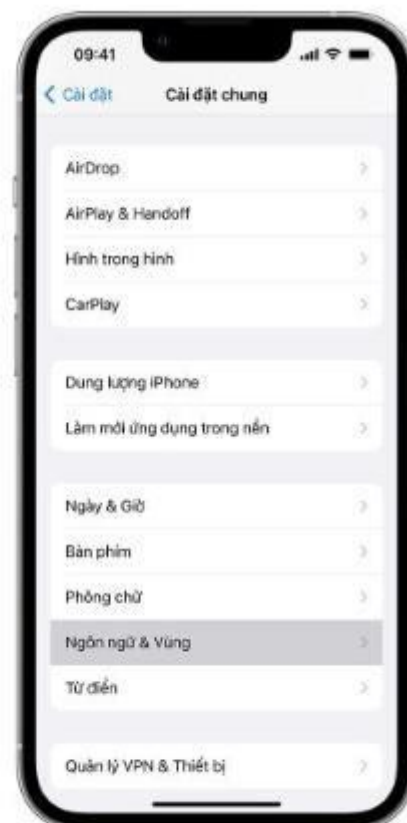 09:41
Cài đặt
Cài đặt chung
AirDrop
AirPlay & Handoff
Hình trong hình
CarPlay
Dung lượng iPhone
Làm mới ứng dụng trong nền
Ngày & Giờ
Bàn phím
Phông chữ
Ngôn ngữ & Vùng
Từ điển
Quản lý VPN & Thiết bị